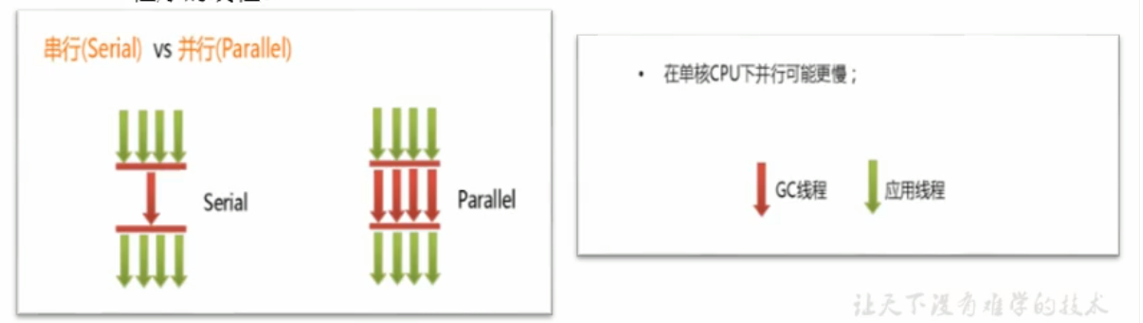 串行(Serial) vs 并行(Parallel)
Serial
Parallel
• 在单核CPU下并行可能更慢；
GC线程
应用线程
让天下没有难学的技术